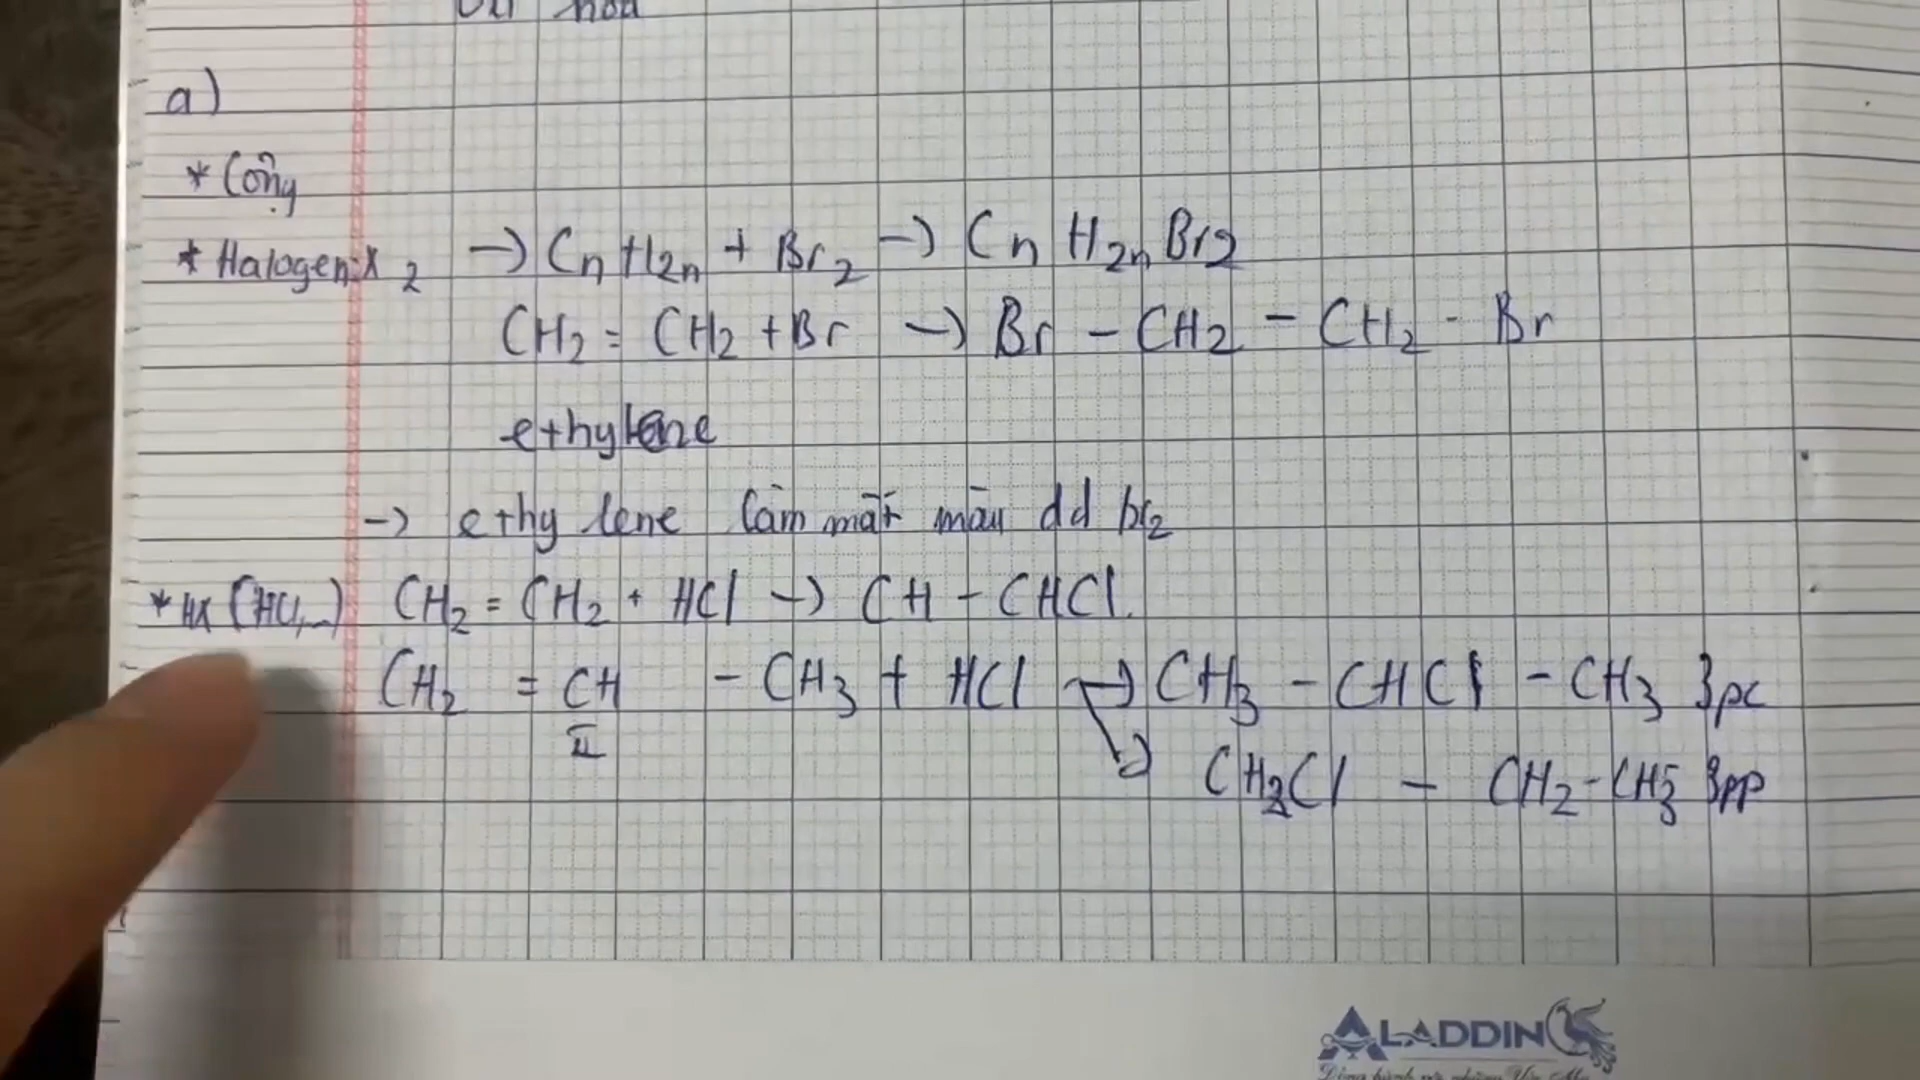 a)
* Cộng
* Halogen: X2 → CnH2n + Br2 → CnH2nBr2
CH2 = CH2 + Br → Br - CH2 - CH2 - Br
ethylene
→ ethylene làm mất màu dd br2
* HX (HCl, ...) CH2 = CH2 + HCl → CH - CHCl.
CH2 = CH - CH3 + HCl → CH3 - CHCl - CH3 spc
II
→ CH2Cl - CH2 - CH3 spp
ALADDIN